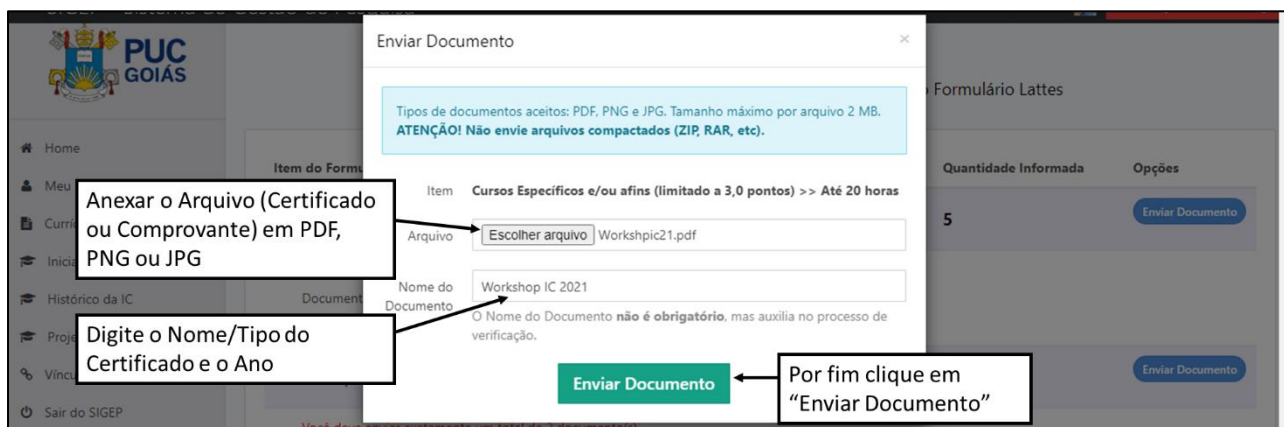 PUC
GOIÁS
Home
Meu
Inicia
Histórico da IC
Proje
Víncu
Sair do SIGEP
Item do Formu
Document
Formulário Lattes
Quantidade Informada
Opções
5
Enviar Documento
Enviar Documento
Enviar Documento
×
Tipos de documentos aceitos: PDF, PNG e JPG. Tamanho máximo por arquivo 2 MB.
ATENÇÃO! Não envie arquivos compactados (ZIP, RAR, etc).
Item Cursos Específicos e/ou afins (limitado a 3,0 pontos) >> Até 20 horas
Arquivo Escolher arquivo Workshpic21.pdf
Nome do
Documento
Workshop IC 2021
O Nome do Documento não é obrigatório, mas auxilia no processo de
verificação.
Enviar Documento
Anexar o Arquivo (Certificado
ou Comprovante) em PDF,
PNG ou JPG
Digite o Nome/Tipo do
Certificado e o Ano
Por fim clique em
“Enviar Documento”